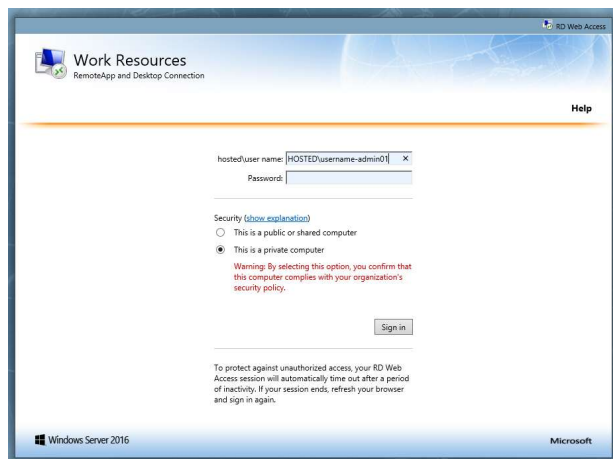 RD Web Access
Work Resources
RemoteApp and Desktop Connection
Help
hosted\user name: HOSTED\username-admin01
Password:
Security (show explanation)
This is a public or shared computer
This is a private computer
Warning: By selecting this option, you confirm that
this computer complies with your organization's
security policy.
Sign in
To protect against unauthorized access, your RD Web
Access session will automatically time out after a period
of inactivity. If your session ends, refresh your browser
and sign in again.
Windows Server 2016
Microsoft